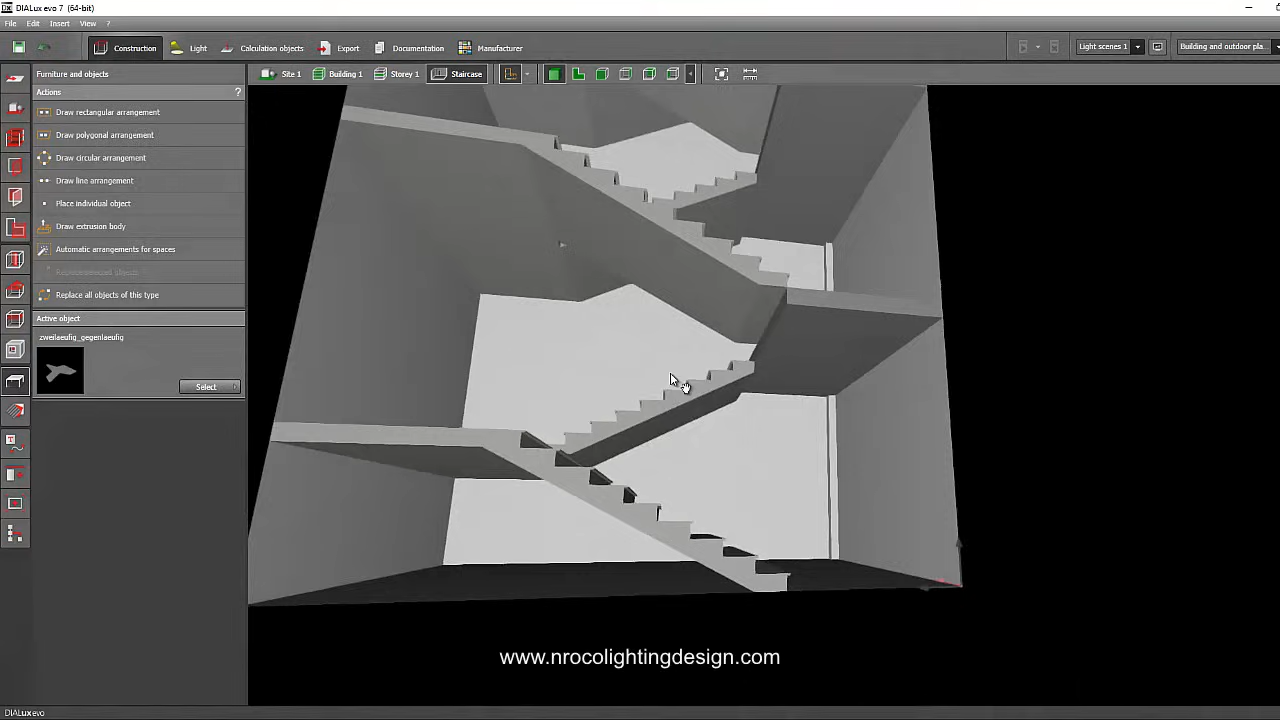 DIALux evo 7 (64-bit)
File Edit Insert View ?
Construction Light Calculation objects Export Documentation Manufacturer Light scenes 1 Building and outdoor pla...
Furniture and objects Site 1 Building 1 Storey 1 Staircase
Actions ?
Draw rectangular arrangement
Draw polygonal arrangement
Draw circular arrangement
Draw line arrangement
Place individual object
Draw extrusion body
Automatic arrangements for spaces
Replace selected objects
Replace all objects of this type
Active object
zweilaeufig_gegenlaeufig
Select
www.nrocolightingdesign.com
DIALux evo